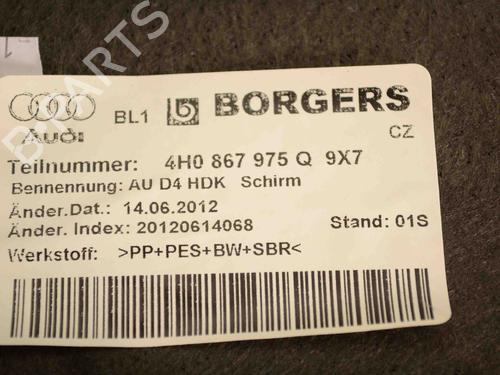 BL1 BORGERS
Audi CZ
Teilnummer: 4H0 867 975 Q 9X7
Bennennung: AU D4 HDK Schirm
Änder.Dat.: 14.06.2012
Änder. Index: 20120614068 Stand: 01S
Werkstoff: >PP+PES+BW+SBR<
B-PARTS